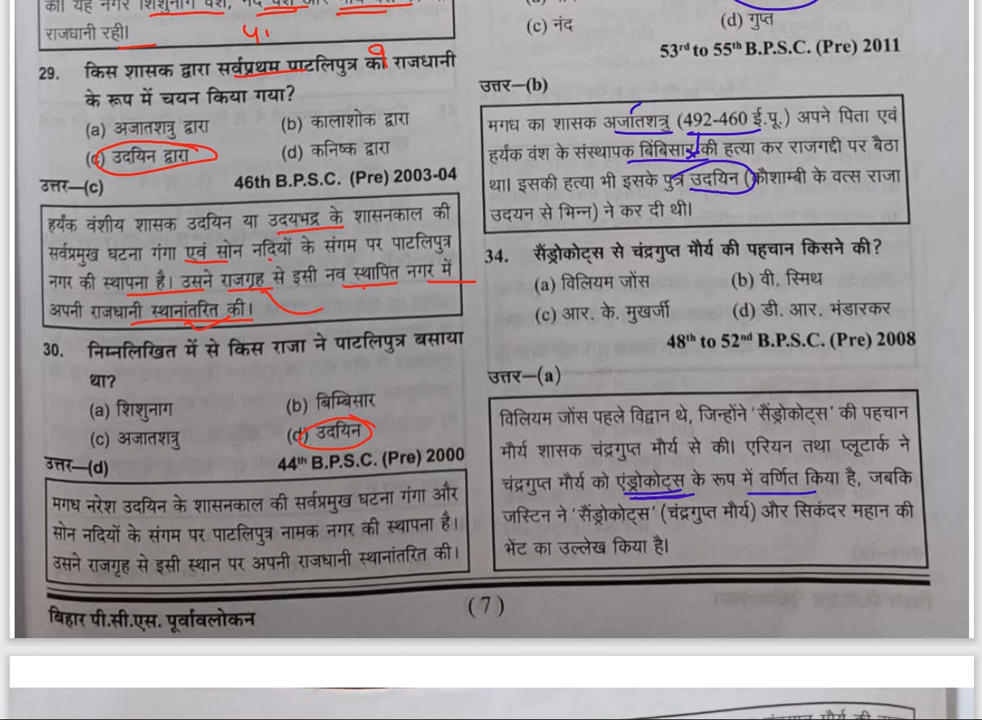 राजधानी रही।
29. किस शासक द्वारा सर्वप्रथम पाटलिपुत्र की राजधानी
के रूप में चयन किया गया?
(a) अजातशत्रु द्वारा (b) कालाशोक द्वारा
(c) उदयिन द्वारा (d) कनिष्क द्वारा
उत्तर–(c) 46th B.P.S.C. (Pre) 2003-04
हर्यंक वंशीय शासक उदयिन या उदयभद्र के शासनकाल की
सर्वप्रमुख घटना गंगा एवं सोन नदियों के संगम पर पाटलिपुत्र
नगर की स्थापना है। उसने राजगृह से इसी नव स्थापित नगर में
अपनी राजधानी स्थानांतरित की।
30. निम्नलिखित में से किस राजा ने पाटलिपुत्र बसाया
था?
(a) शिशुनाग (b) बिम्बिसार
(c) अजातशत्रु (d) उदयिन
उत्तर–(d) 44th B.P.S.C. (Pre) 2000
मगध नरेश उदयिन के शासनकाल की सर्वप्रमुख घटना गंगा और
सोन नदियों के संगम पर पाटलिपुत्र नामक नगर की स्थापना है।
उसने राजगृह से इसी स्थान पर अपनी राजधानी स्थानांतरित की।
(c) नंद (d) गुप्त
53rd to 55th B.P.S.C. (Pre) 2011
उत्तर–(b)
मगध का शासक अजातशत्रु (492-460 ई.पू.) अपने पिता एवं
हर्यंक वंश के संस्थापक बिंबिसार की हत्या कर राजगद्दी पर बैठा
था। इसकी हत्या भी इसके पुत्र उदयिन (कौशाम्बी के वत्स राजा
उदयन से भिन्न) ने कर दी थी।
34. सैंड्रोकोट्स से चंद्रगुप्त मौर्य की पहचान किसने की?
(a) विलियम जोंस (b) वी. स्मिथ
(c) आर. के. मुखर्जी (d) डी. आर. भंडारकर
48th to 52nd B.P.S.C. (Pre) 2008
उत्तर–(a)
विलियम जोंस पहले विद्वान थे, जिन्होंने 'सैंड्रोकोट्स' की पहचान
मौर्य शासक चंद्रगुप्त मौर्य से की। एरियन तथा प्लूटार्क ने
चंद्रगुप्त मौर्य को एंड्रोकोट्स के रूप में वर्णित किया है, जबकि
जस्टिन ने 'सैंड्रोकोट्स' (चंद्रगुप्त मौर्य) और सिकंदर महान की
भेंट का उल्लेख किया है।
बिहार पी.सी.एस. पूर्वावलोकन (7)